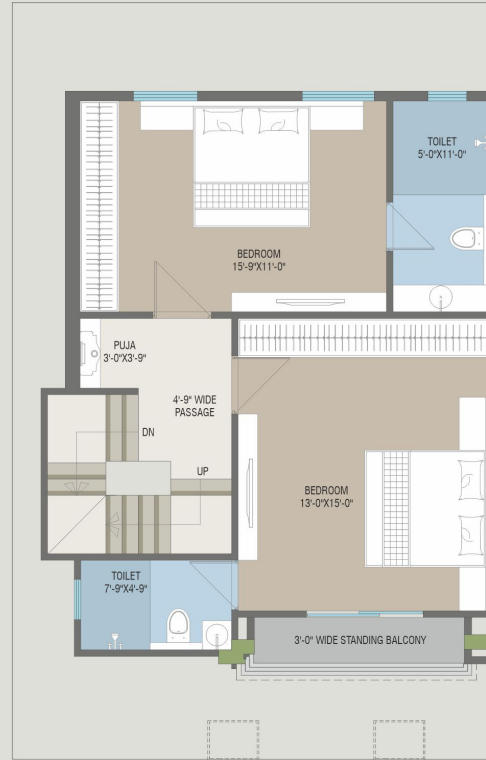 TOILET
5'-0"X11'-0"
BEDROOM
15'-9"X11'-0"
PUJA
3'-0"X3'-9"
4'-9" WIDE
PASSAGE
DN
UP
BEDROOM
13'-0"X15'-0"
TOILET
7'-9"X4'-9"
3'-0" WIDE STANDING BALCONY